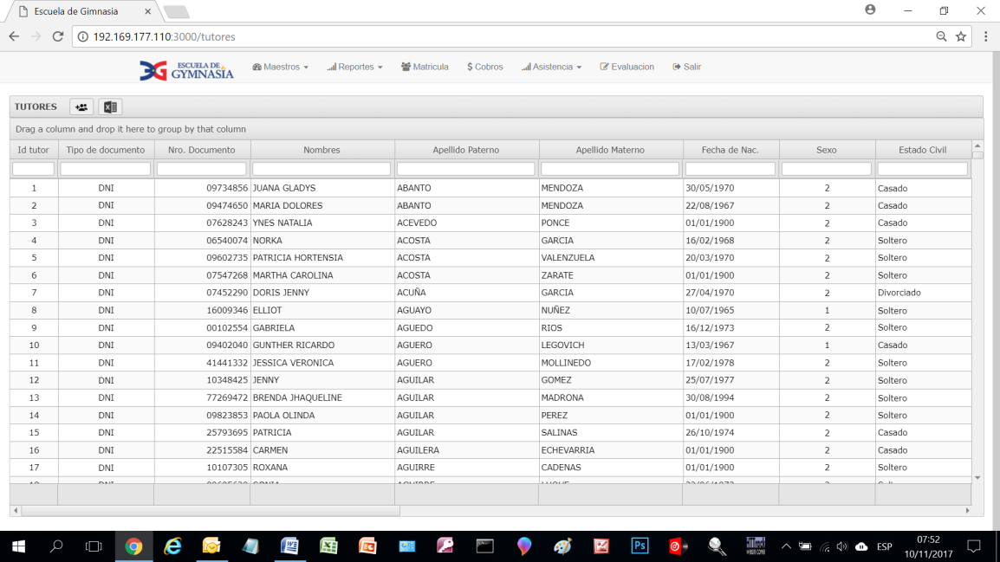 Escuela de Gimnasia
192.169.177.110:3000/tutores
ESCUELA DE GYMNASIA Maestros Reportes Matricula $ Cobros Asistencia Evaluacion Salir
TUTORES
Drag a column and drop it here to group by that column
Id tutor Tipo de documento Nro. Documento Nombres Apellido Paterno Apellido Materno Fecha de Nac. Sexo Estado Civil
1 DNI 09734856 JUANA GLADYS ABANTO MENDOZA 30/05/1970 2 Casado
2 DNI 09474650 MARIA DOLORES ABANTO MENDOZA 22/08/1967 2 Casado
3 DNI 07628243 YNES NATALIA ACEVEDO PONCE 01/01/1900 2 Casado
4 DNI 06540074 NORKA ACOSTA GARCIA 16/02/1968 2 Soltero
5 DNI 09602735 PATRICIA HORTENSIA ACOSTA VALENZUELA 20/03/1970 2 Soltero
6 DNI 07547268 MARTHA CAROLINA ACOSTA ZARATE 01/01/1900 2 Soltero
7 DNI 07452290 DORIS JENNY ACUÑA GARCIA 27/04/1970 2 Divorciado
8 DNI 16009346 ELLIOT AGUAYO NUÑEZ 10/07/1965 1 Soltero
9 DNI 00102554 GABRIELA AGUEDO RIOS 16/12/1973 2 Soltero
10 DNI 09402040 GUNTHER RICARDO AGUERO LEGOVICH 13/03/1967 1 Casado
11 DNI 41441332 JESSICA VERONICA AGUERO MOLLINEDO 17/02/1978 2 Soltero
12 DNI 10348425 JENNY AGUILAR GOMEZ 25/07/1977 2 Soltero
13 DNI 77269472 BRENDA JHAQUELINE AGUILAR MADRONA 30/08/1994 2 Soltero
14 DNI 09823853 PAOLA OLINDA AGUILAR PEREZ 01/01/1900 2 Soltero
15 DNI 25793695 PATRICIA AGUILAR SALINAS 26/10/1974 2 Casado
16 DNI 22515584 CARMEN AGUILERA ECHEVARRIA 01/01/1900 2 Casado
17 DNI 10107305 ROXANA AGUIRRE CADENAS 01/01/1900 2 Soltero
ESP
07:52
10/11/2017